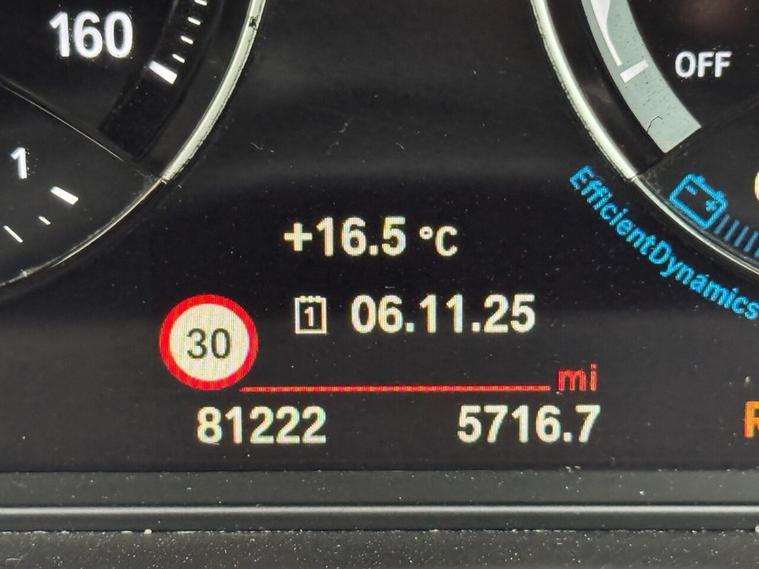 160
OFF
1
EfficientDynamics
+16.5 °C
1 06.11.25
30
mi
81222 5716.7